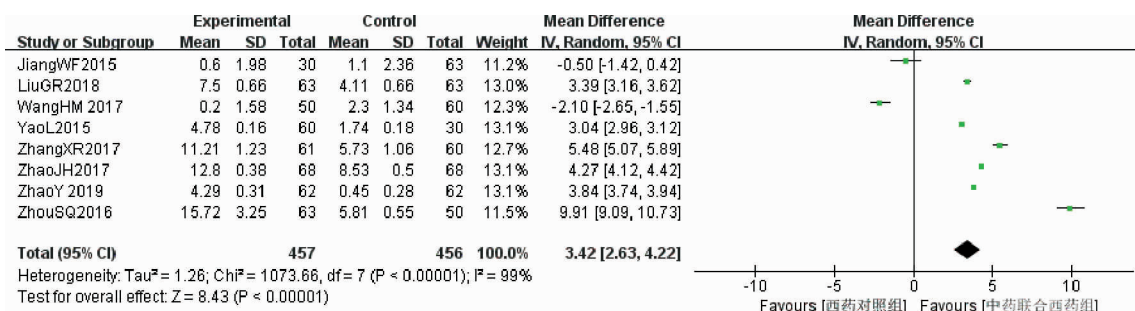 Experimental Control Mean Difference Mean Difference
Study or Subgroup Mean SD Total Mean SD Total Weight IV, Random, 95% CI IV, Random, 95% CI
JiangWF2015 0.6 1.98 30 1.1 2.36 63 11.2% -0.50 [-1.42, 0.42]
LiuGR2018 7.5 0.66 63 4.11 0.66 63 13.0% 3.39 [3.16, 3.62]
WangHM 2017 0.2 1.58 50 2.3 1.34 60 12.3% -2.10 [-2.65, -1.55]
YaoL2015 4.78 0.16 60 1.74 0.18 30 13.1% 3.04 [2.96, 3.12]
ZhangXR2017 11.21 1.23 61 5.73 1.06 60 12.7% 5.48 [5.07, 5.89]
ZhaoJH2017 12.8 0.38 68 8.53 0.5 68 13.0% 4.27 [4.12, 4.42]
ZhaoY 2019 4.29 0.31 62 0.45 0.28 62 13.1% 3.84 [3.74, 3.94]
ZhouSQ2016 15.72 3.25 63 5.81 0.55 50 11.5% 9.91 [9.09, 10.73]
Total (95% CI) 457 456 100.0% 3.42 [2.63, 4.22]
Heterogeneity: Tau² = 1.26; Chi² = 1073.66, df = 7 (P < 0.00001); I² = 99%
Test for overall effect: Z = 8.43 (P < 0.00001)
-10 -5 0 5 10
Favours [西药对照组] Favours [中药联合西药组]